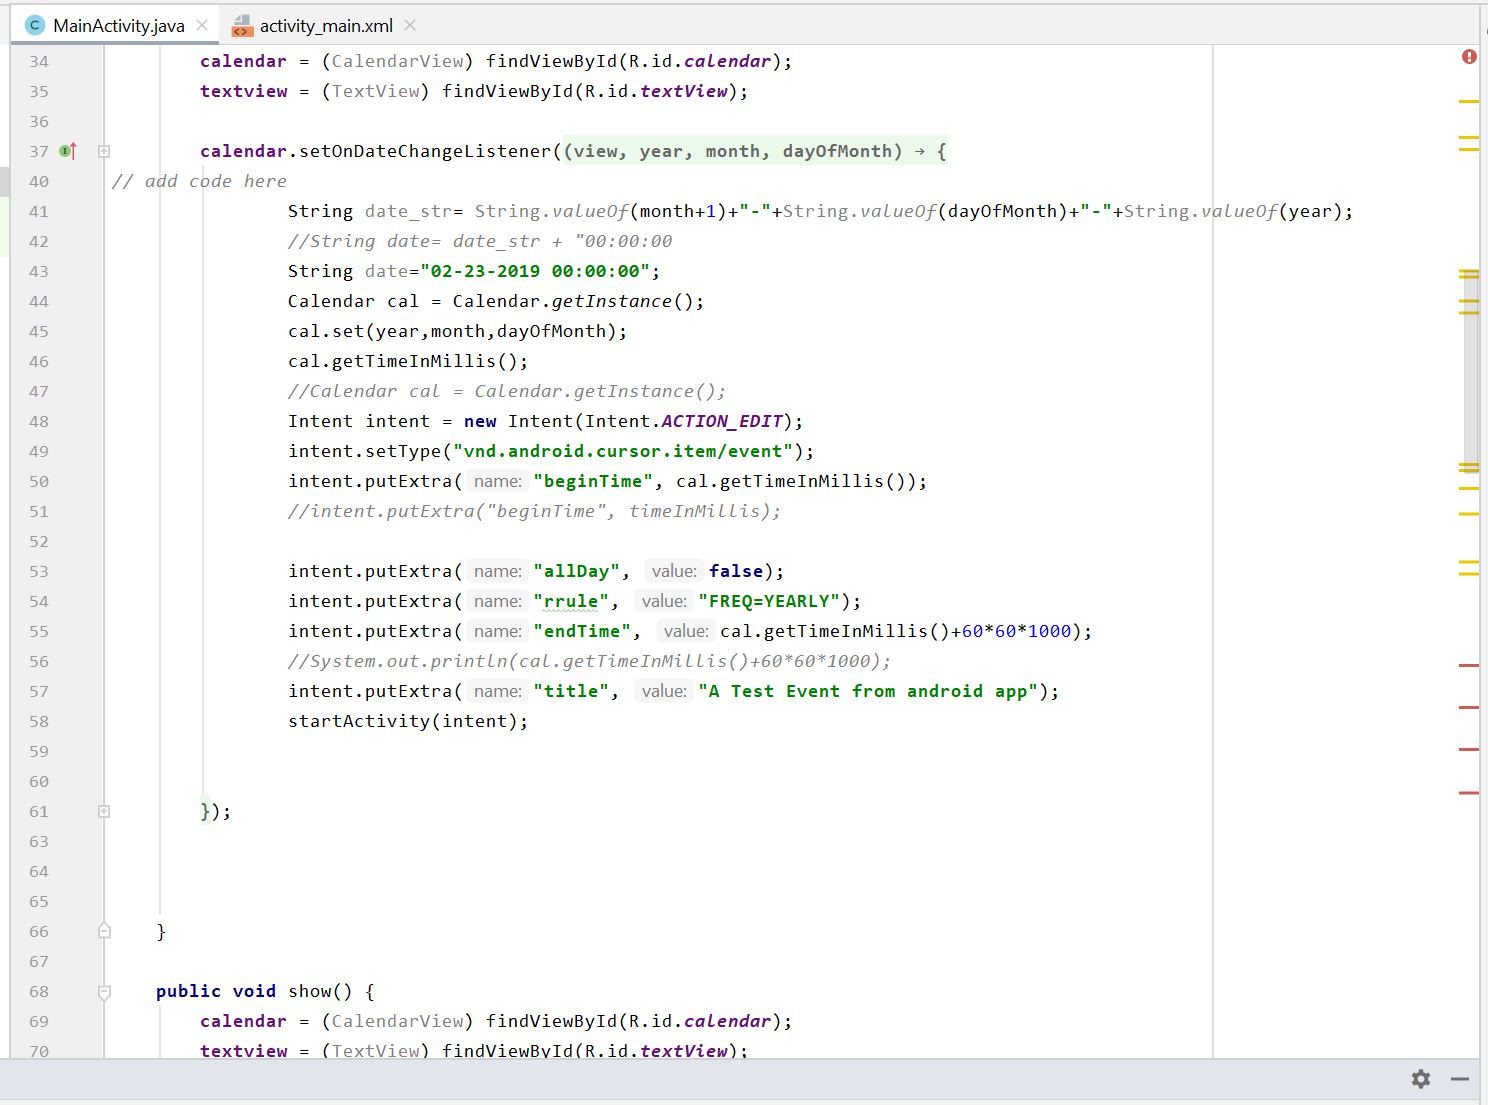 MainActivity.java activity_main.xml
34 calendar = (CalendarView) findViewById(R.id.calendar);
35 textview = (TextView) findViewById(R.id.textView);
36
37 calendar.setOnDateChangeListener((view, year, month, dayOfMonth) → {
40 // add code here
41 String date_str= String.valueOf(month+1)+"-"+String.valueOf(dayOfMonth)+"-"+String.valueOf(year);
42 //String date= date_str + "00:00:00
43 String date="02-23-2019 00:00:00";
44 Calendar cal = Calendar.getInstance();
45 cal.set(year,month,dayOfMonth);
46 cal.getTimeInMillis();
47 //Calendar cal = Calendar.getInstance();
48 Intent intent = new Intent(Intent.ACTION_EDIT);
49 intent.setType("vnd.android.cursor.item/event");
50 intent.putExtra( name: "beginTime", cal.getTimeInMillis());
51 //intent.putExtra("beginTime", timeInMillis);
52
53 intent.putExtra( name: "allDay", value: false);
54 intent.putExtra( name: "rrule", value: "FREQ=YEARLY");
55 intent.putExtra( name: "endTime", value: cal.getTimeInMillis()+60*60*1000);
56 //System.out.println(cal.getTimeInMillis()+60*60*1000);
57 intent.putExtra( name: "title", value: "A Test Event from android app");
58 startActivity(intent);
59
60
61 });
63
64
65
66 }
67
68 public void show() {
69 calendar = (CalendarView) findViewById(R.id.calendar);
70 textview = (TextView) findViewById(R.id.textView);